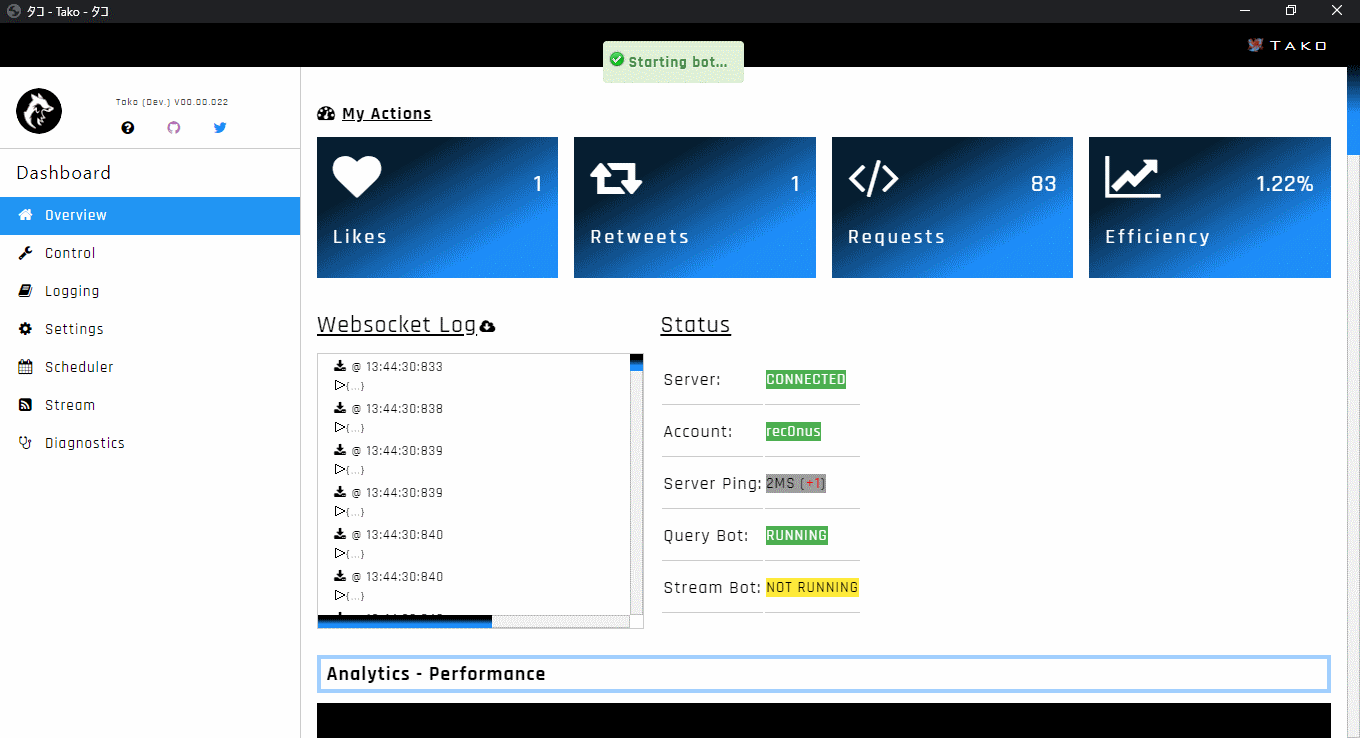 タコ - Tako - タコ
TAKO
Starting bot...
Tako (Dev.) V00.00.022
Dashboard
Overview
Control
Logging
Settings
Scheduler
Stream
Diagnostics
My Actions
1
Likes
1
Retweets
83
Requests
1.22%
Efficiency
Websocket Log
@ 13:44:30:833
{...}
@ 13:44:30:838
{...}
@ 13:44:30:839
{...}
@ 13:44:30:839
{...}
@ 13:44:30:840
{...}
@ 13:44:30:840
{...}
Status
Server: CONNECTED
Account: rec0nus
Server Ping: 2MS (+1)
Query Bot: RUNNING
Stream Bot: NOT RUNNING
Analytics - Performance